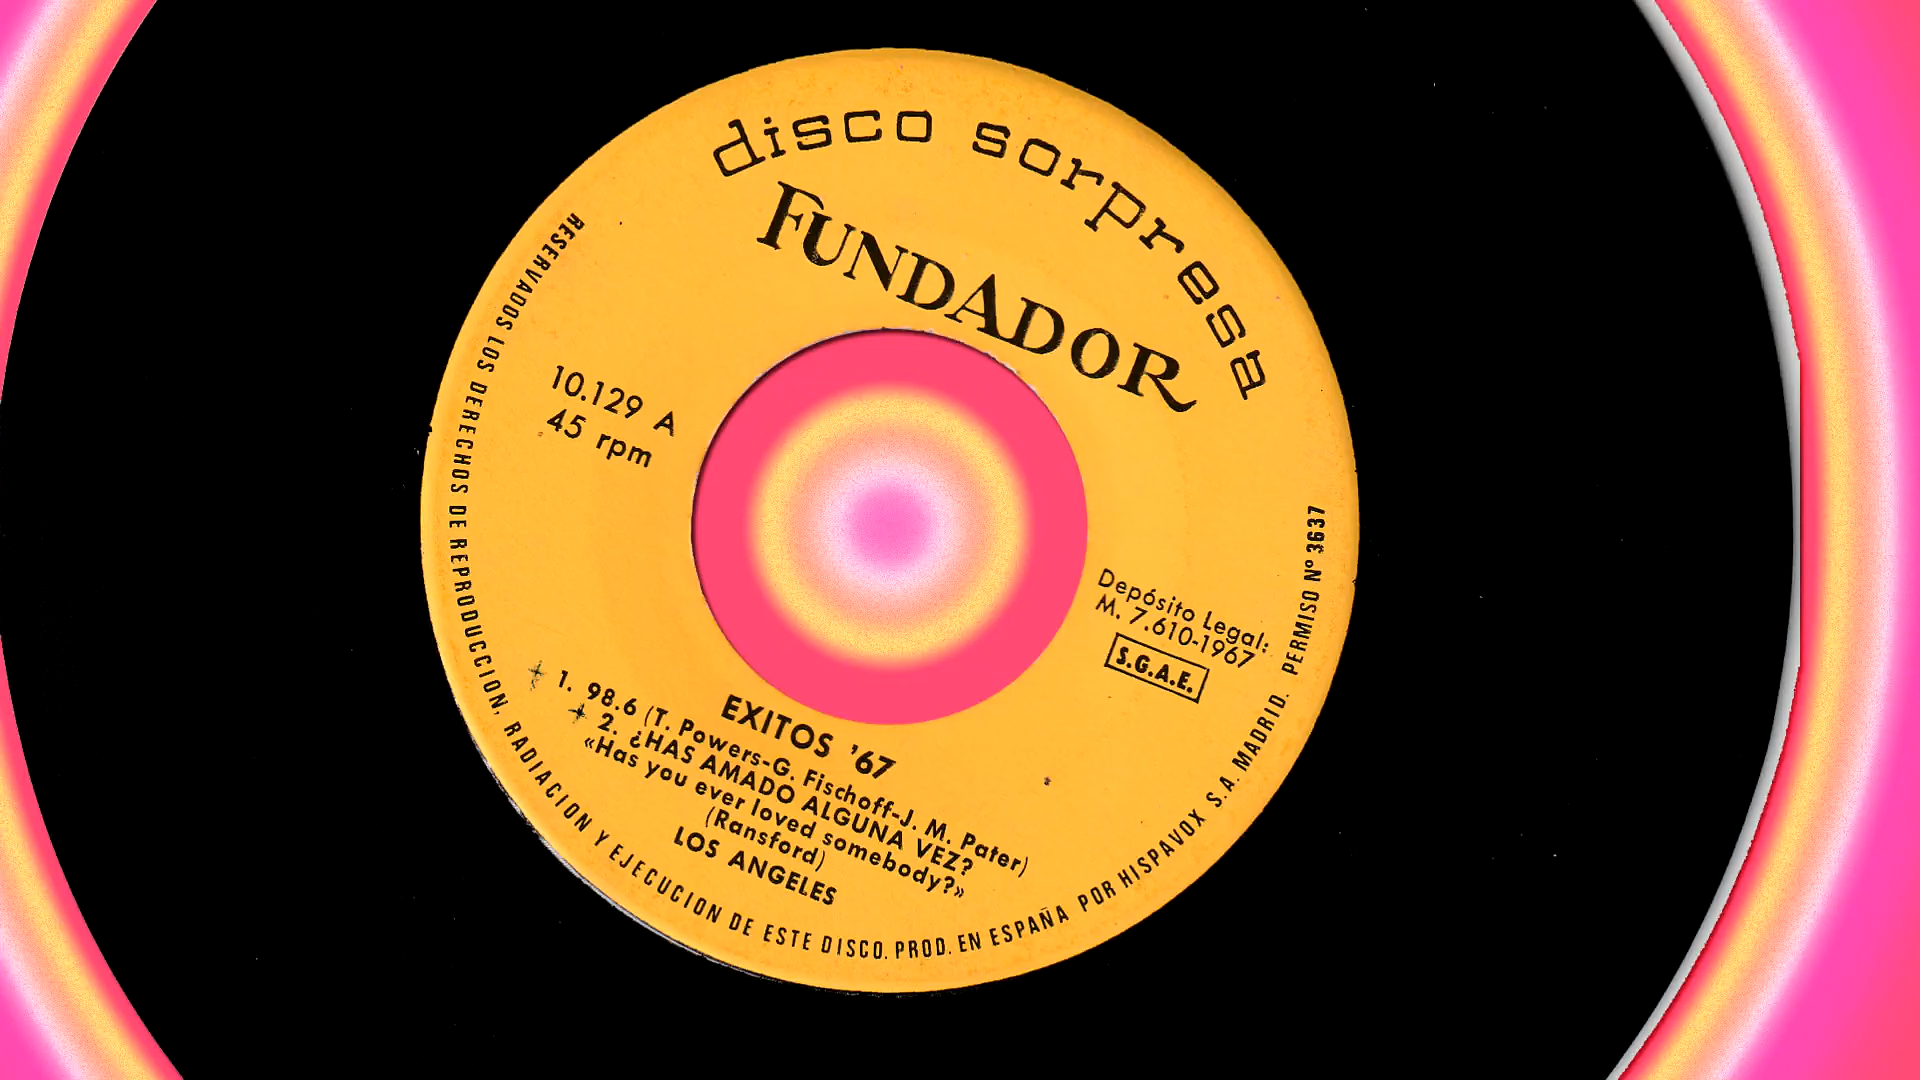 disco sorpresa
FUNDADOR
10.129 A
45 rpm
Depósito Legal:
M. 7.610-1967
S.G.A.E.
EXITOS '67
1. 98.6 (T. Powers-G. Fischoff-J. M. Pater)
2. ¿HAS AMADO ALGUNA VEZ?
«Has you ever loved somebody?»
(Ransford)
LOS ANGELES
RESERVADOS LOS DERECHOS DE REPRODUCCION, RADIACION Y EJECUCION DE ESTE DISCO. PROD. EN ESPAÑA POR HISPAVOX S.A. MADRID. PERMISO Nº 3637